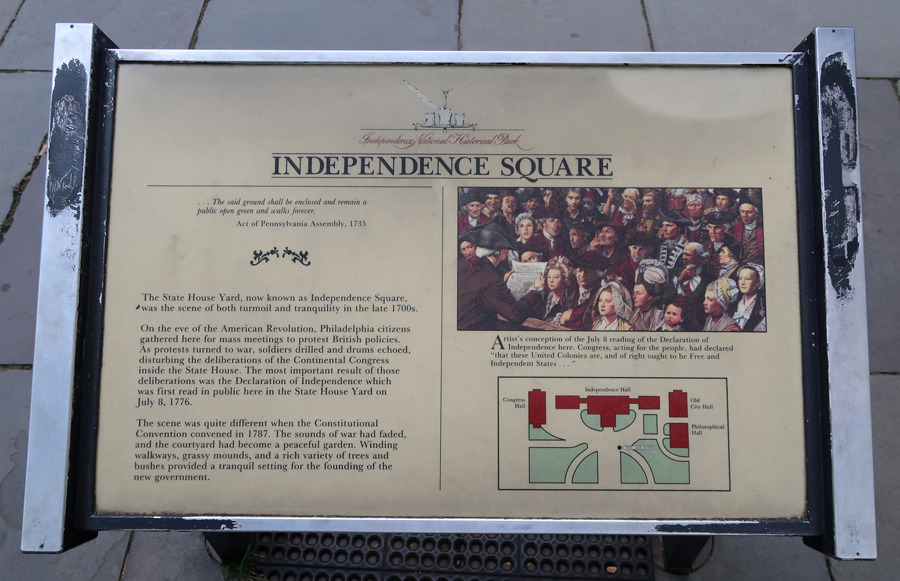 Independence National Historical Park
INDEPENDENCE SQUARE
. . . The said ground shall be enclosed and remain a
public open green and walks forever.
Act of Pennsylvania Assembly, 1735
The State House Yard, now known as Independence Square,
was the scene of both turmoil and tranquility in the late 1700s.
On the eve of the American Revolution, Philadelphia citizens
gathered here for mass meetings to protest British policies.
As protests turned to war, soldiers drilled and drums echoed,
disturbing the deliberations of the Continental Congress
inside the State House. The most important result of those
deliberations was the Declaration of Independence which
was first read in public here in the State House Yard on
July 8, 1776.
The scene was quite different when the Constitutional
Convention convened in 1787. The sounds of war had faded,
and the courtyard had become a peaceful garden. Winding
walkways, grassy mounds, and a rich variety of trees and
bushes provided a tranquil setting for the founding of the
new government.
Artist's conception of the July 8 reading of the Declaration of
Independence here. Congress, acting for the people, had declared
"that these United Colonies are, and of right ought to be Free and
Independent States . . . "
Independence Hall
Congress
Hall
Old
City Hall
Philosophical
Hall